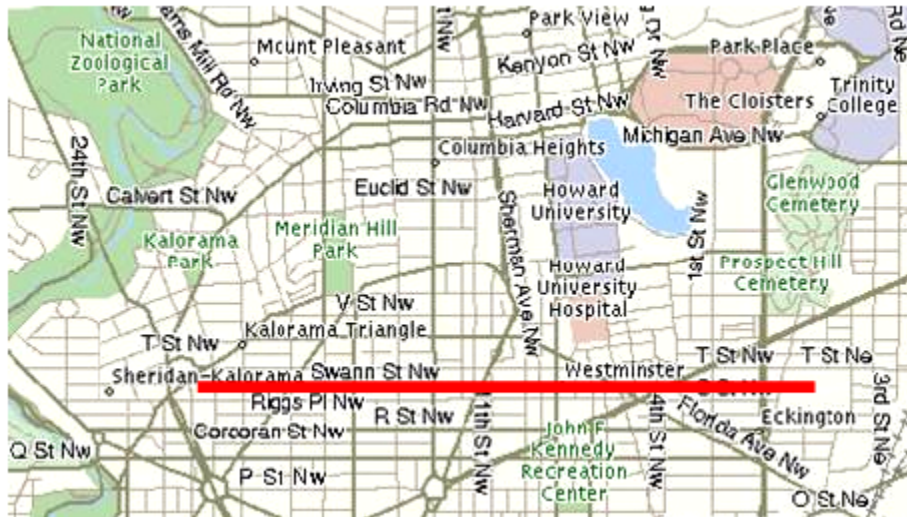 Park View
National
Zoological
Park
Mount Pleasant
Kenyon St Nw
Park Place
Irving St Nw
Columbia Rd Nw
Harvard St Nw
The Cloisters
Trinity
College
Michigan Ave Nw
24th St Nw
Columbia Heights
Calvert St Nw
Euclid St Nw
Howard
University
Glenwood
Cemetery
Sherman Ave Nw
1st St Nw
Kalorama
Park
Meridian Hill
Park
Howard
University
Hospital
Prospect Hill
Cemetery
V St Nw
Kalorama Triangle
T St Nw
T St Nw
T St Ne
Sheridan-Kalorama
Swann St Nw
Westminster
Riggs Pl Nw
R St Nw
11th St Nw
4th St Nw
Florida Ave Nw
Eckington
3rd St Ne
Corcoran St Nw
Q St Nw
John F
Kennedy
Recreation
Center
P St Nw
Q St Ne